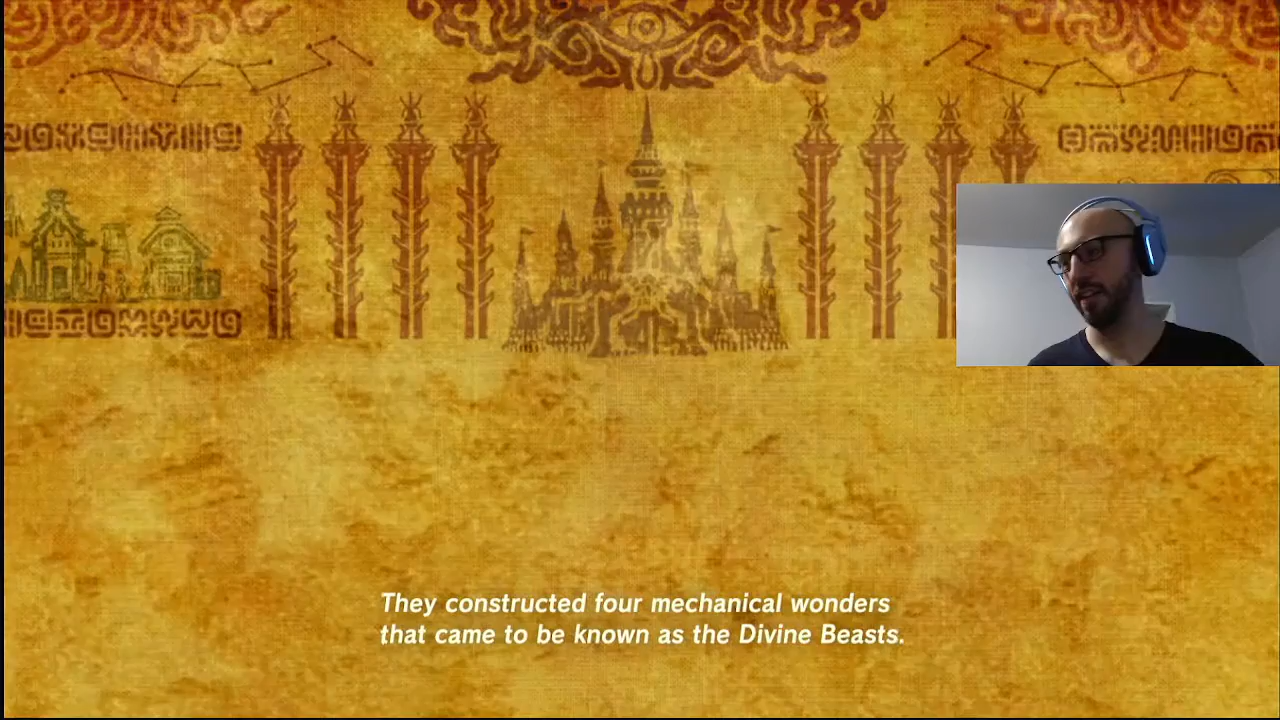 They constructed four mechanical wonders
that came to be known as the Divine Beasts.